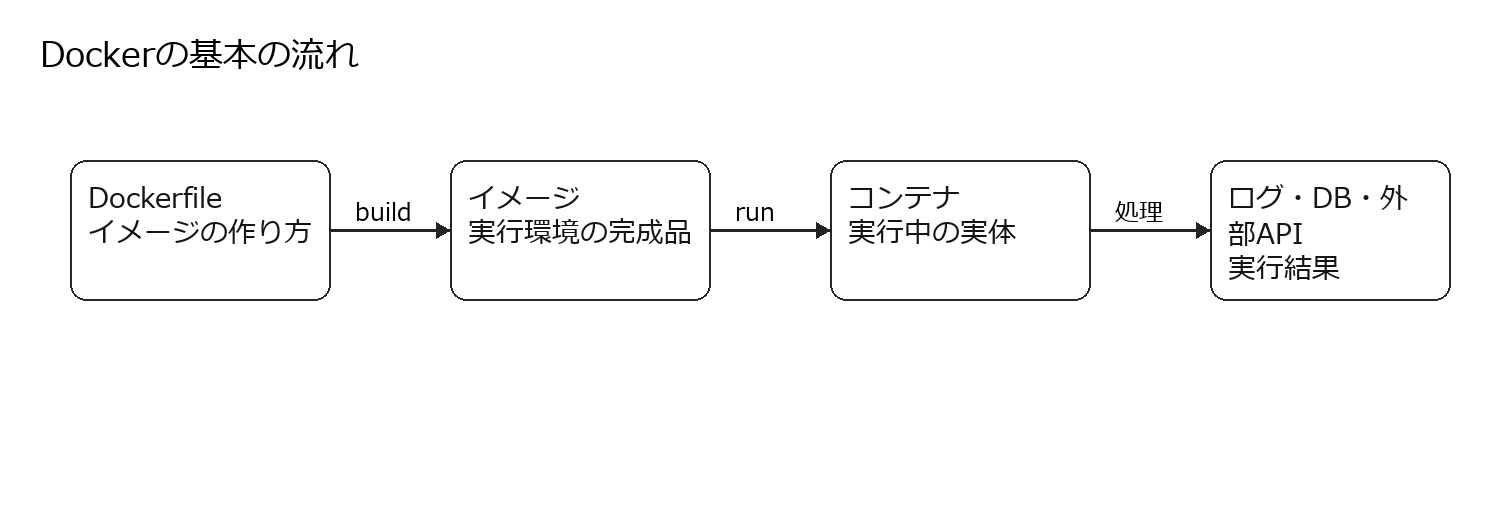 Dockerの基本の流れ
Dockerfile
イメージの作り方
build
イメージ
実行環境の完成品
run
コンテナ
実行中の実体
処理
ログ・DB・外
部API
実行結果